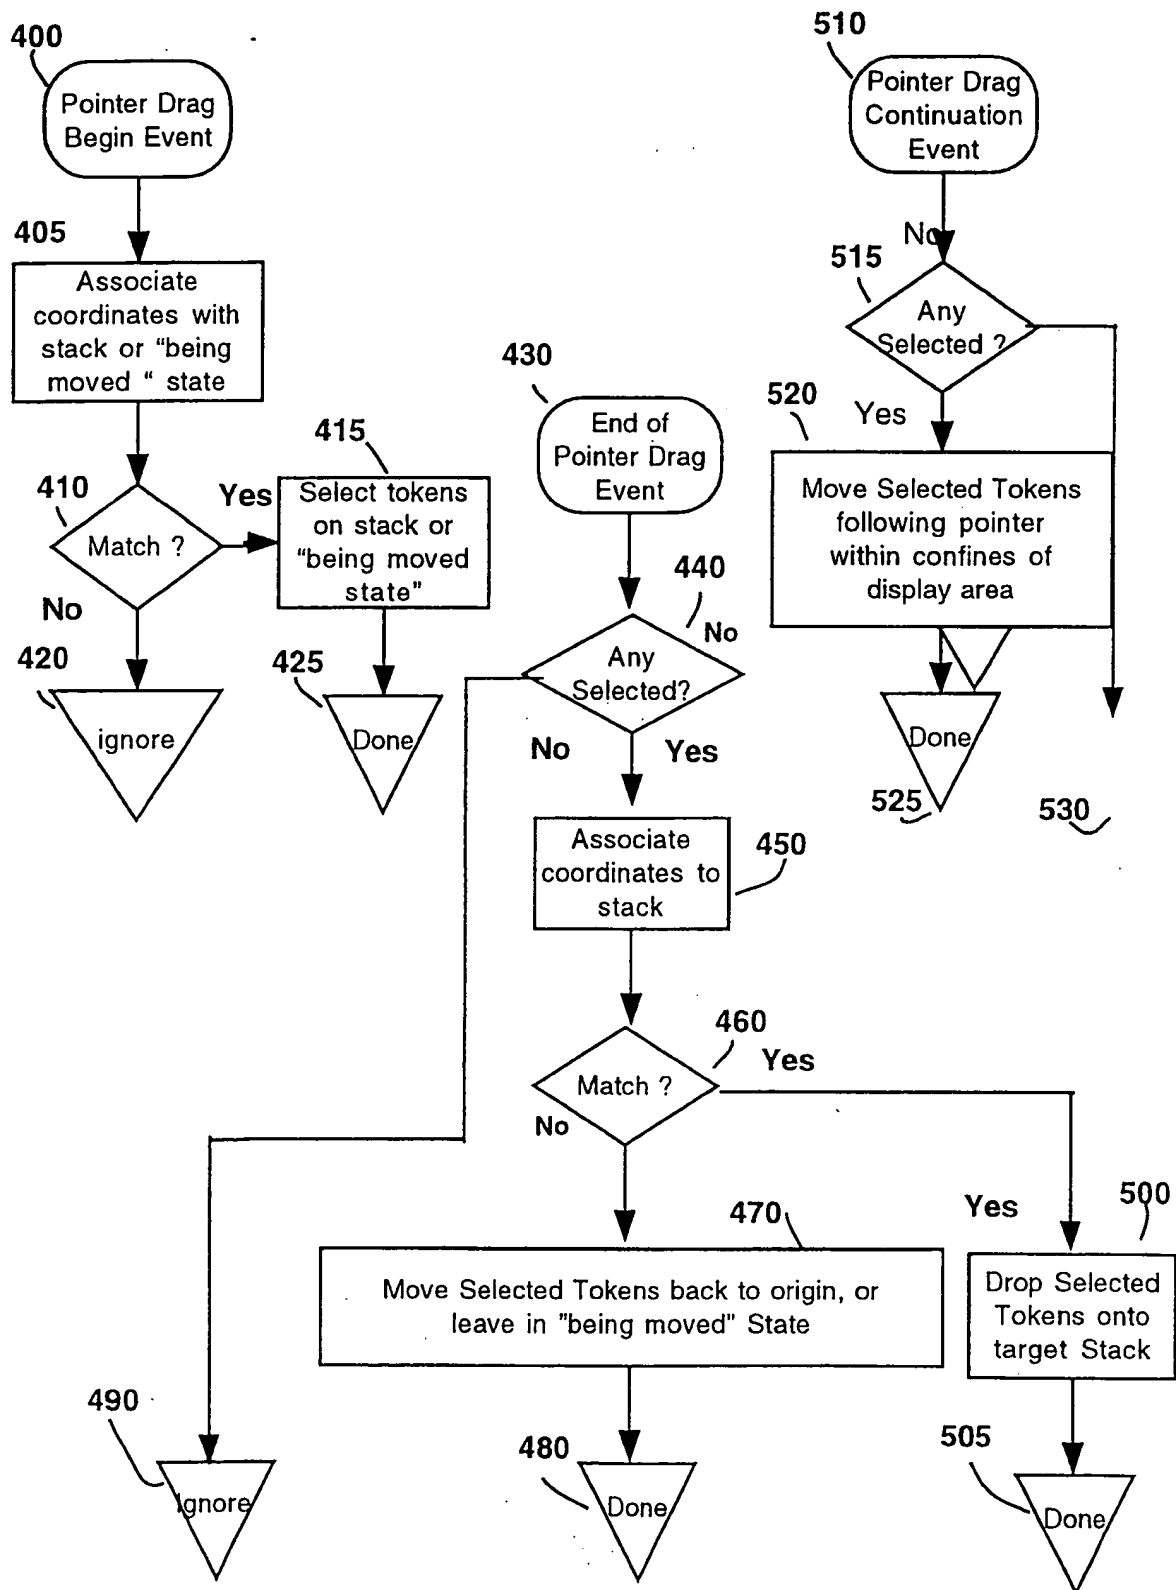 400
Pointer Drag
Begin Event
405
Associate
coordinates with
stack or “being
moved “ state
410
Match ?
Yes
No
415
Select tokens
on stack or
“being moved
state”
420
ignore
425
Done
430
End of
Pointer Drag
Event
440
No
Any
Selected?
No
Yes
Associate
coordinates to
stack
450
460
Match ?
Yes
No
470
Move Selected Tokens back to origin, or
leave in "being moved" State
Yes
500
Drop Selected
Tokens onto
target Stack
490
Ignore
480
Done
505
Done
510
Pointer Drag
Continuation
Event
No
515
Any
Selected ?
520
Yes
Move Selected Tokens
following pointer
within confines of
display area
Done
525
530